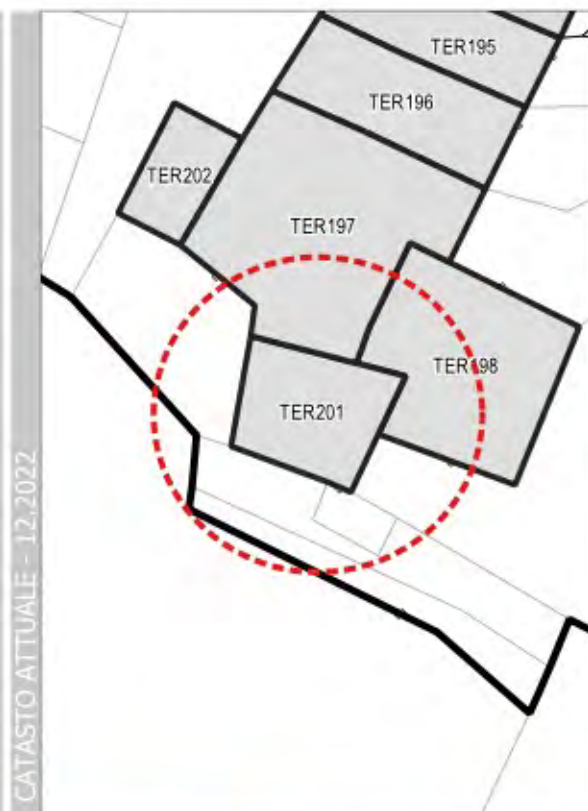 TER195
TER196
TER202
TER197
TER198
TER201
CATASTO ATTUALE - 12.2022